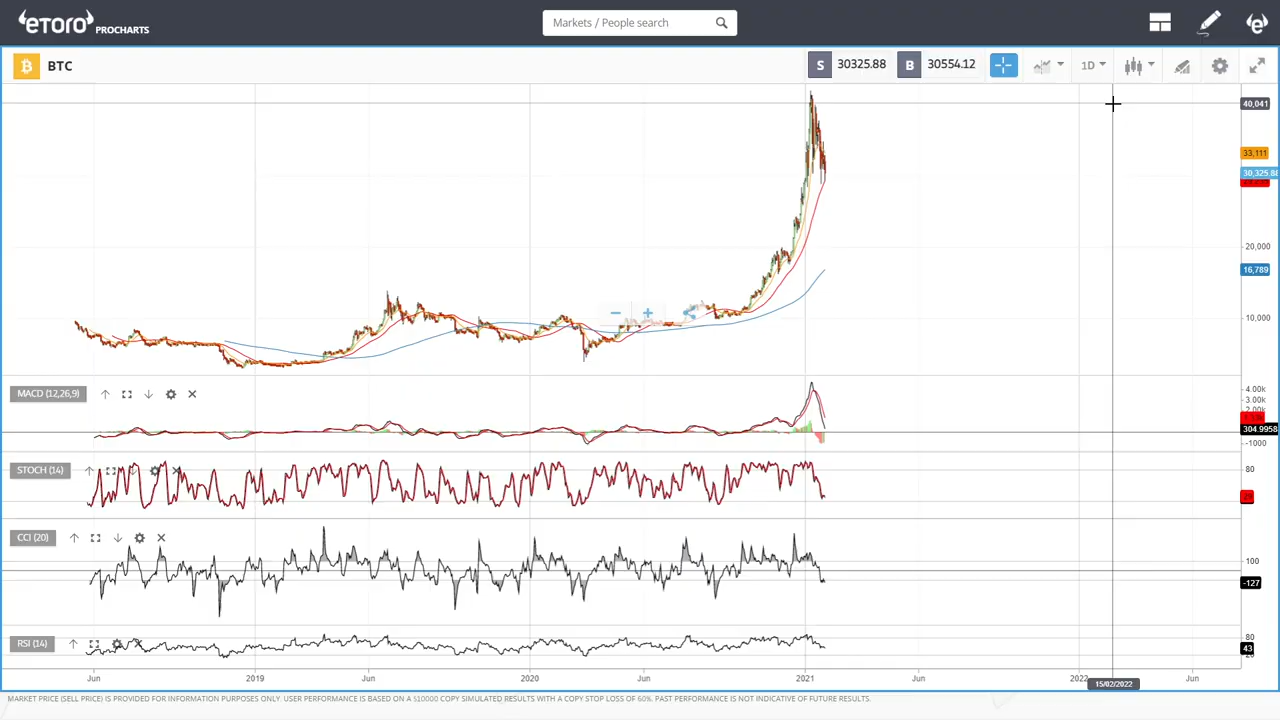 eToro PROCHARTS
Markets / People search
BTC
S 30325.88 B 30554.12 1D
40,041
33,111
30,325.88
20,000
16,789
10,000
MACD (12,26,9)
4.00k
3.00k
2.00k
304.9958
-1000
STOCH (14)
80
CCI (20)
100
-127
RSI (14)
80
43
Jun 2019 Jun 2020 Jun 2021 Jun 2022 Jun
15/02/2022
MARKET PRICE (SELL PRICE) IS PROVIDED FOR INFORMATION PURPOSES ONLY. USER PERFORMANCE IS BASED ON A $10000 COPY SIMULATED RESULTS WITH A COPY STOP LOSS OF 60%. PAST PERFORMANCE IS NOT INDICATIVE OF FUTURE RESULTS.